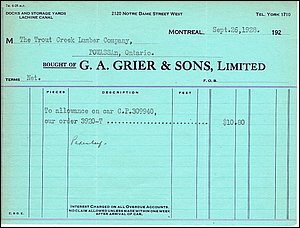 DOCKS AND STORAGE YARDS
LACHINE CANAL
2120 NOTRE DAME STREET WEST
TEL. YORK 1710
MONTREAL, Sept.26,1928. 192
M The Trout Creek Lumber Company,
POWASSAN, Ontario.
BOUGHT OF G. A. GRIER & SONS, LIMITED
TERMS Net. F.O.B.
PIECES DESCRIPTION $
To allowance on car C.P.309940,
our order 3920-T $10.80
INTEREST CHARGED ON ALL OVERDUE ACCOUNTS.
NO CLAIM ALLOWED UNLESS MADE WITHIN ONE WEEK
AFTER ARRIVAL OF CAR.
E. & O. E.